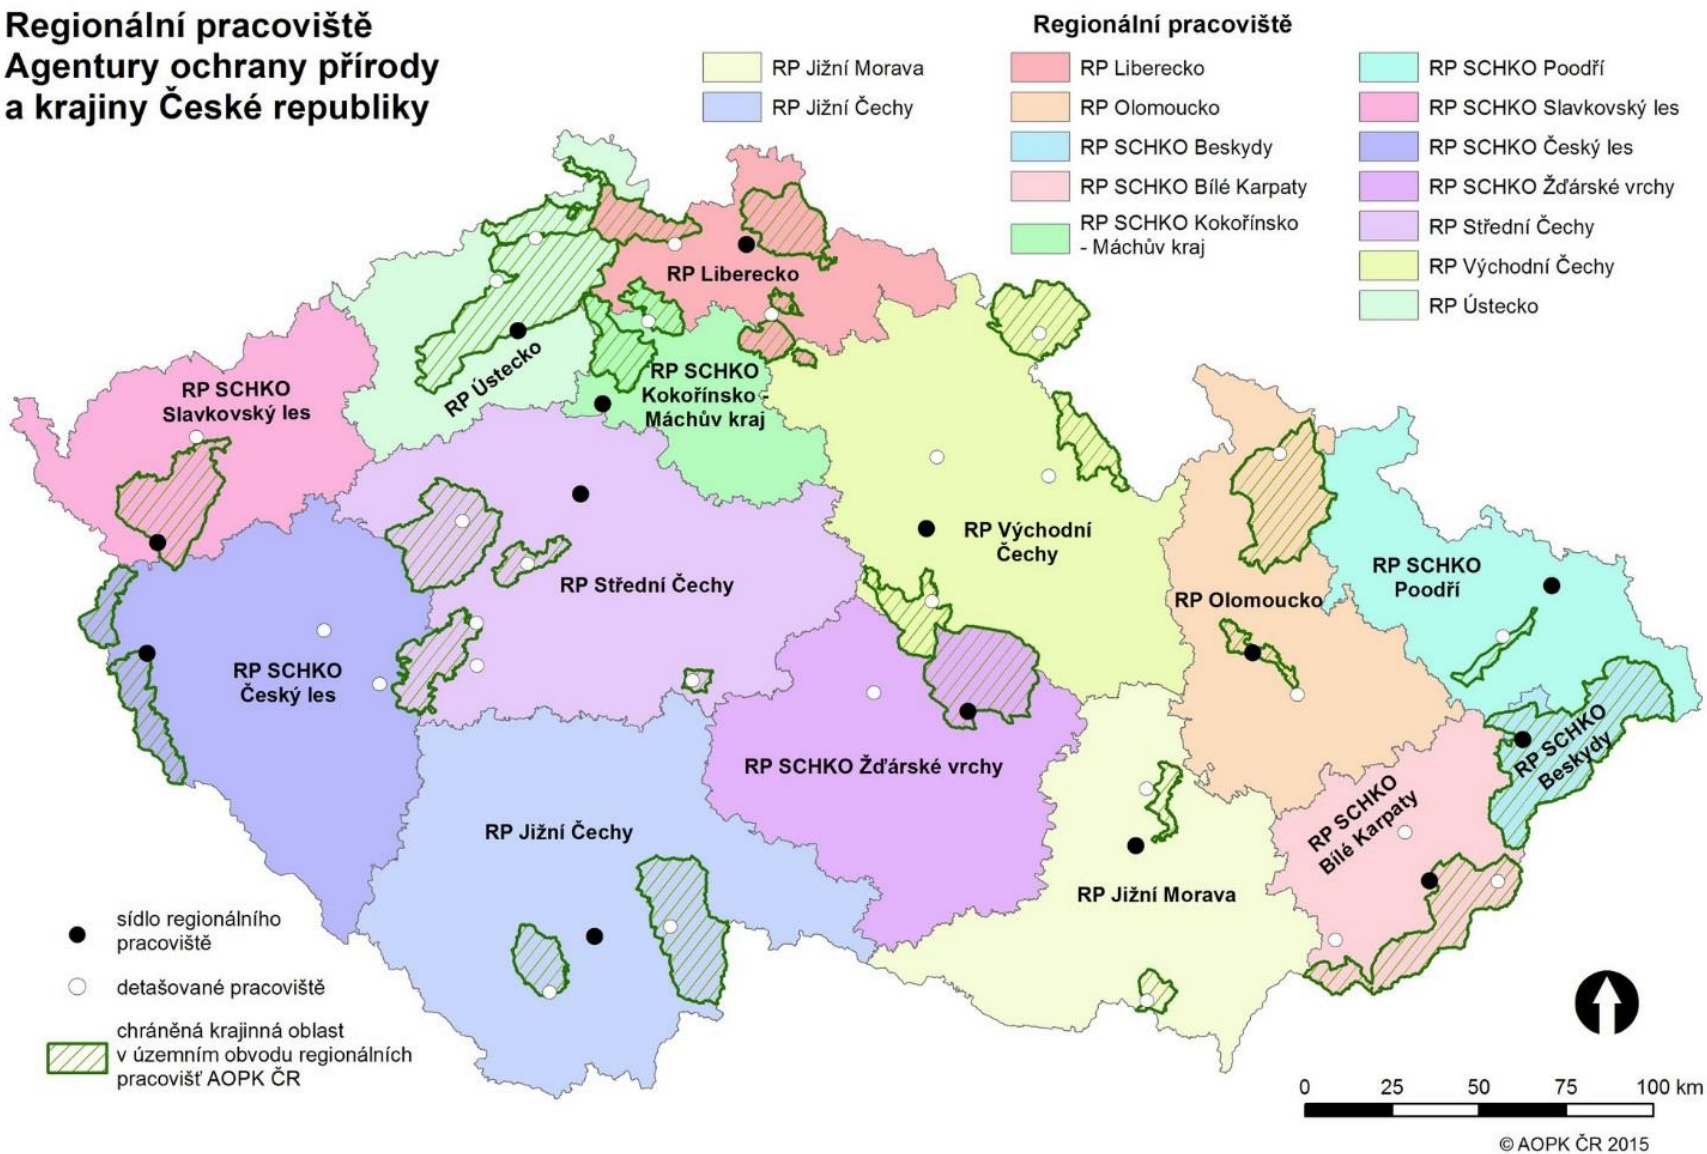 Regionální pracoviště
Agentury ochrany přírody
a krajiny České republiky
Regionální pracoviště
RP Jižní Morava
RP Jižní Čechy
RP Liberecko
RP Olomoucko
RP SCHKO Beskydy
RP SCHKO Bílé Karpaty
RP SCHKO Kokořínsko
- Máchův kraj
RP SCHKO Poodří
RP SCHKO Slavkovský les
RP SCHKO Český les
RP SCHKO Žďárské vrchy
RP Střední Čechy
RP Východní Čechy
RP Ústecko
RP Liberecko
RP Ústecko
RP SCHKO
Kokořínsko -
Máchův kraj
RP SCHKO
Slavkovský les
RP Východní
Čechy
RP Střední Čechy
RP SCHKO
Poodří
RP Olomoucko
RP SCHKO
Český les
RP SCHKO
Beskydy
RP SCHKO Žďárské vrchy
RP SCHKO
Bílé Karpaty
RP Jižní Čechy
RP Jižní Morava
sídlo regionálního
pracoviště
detašované pracoviště
chráněná krajinná oblast
v územním obvodu regionálních
pracovišť AOPK ČR
0 25 50 75 100 km
© AOPK ČR 2015